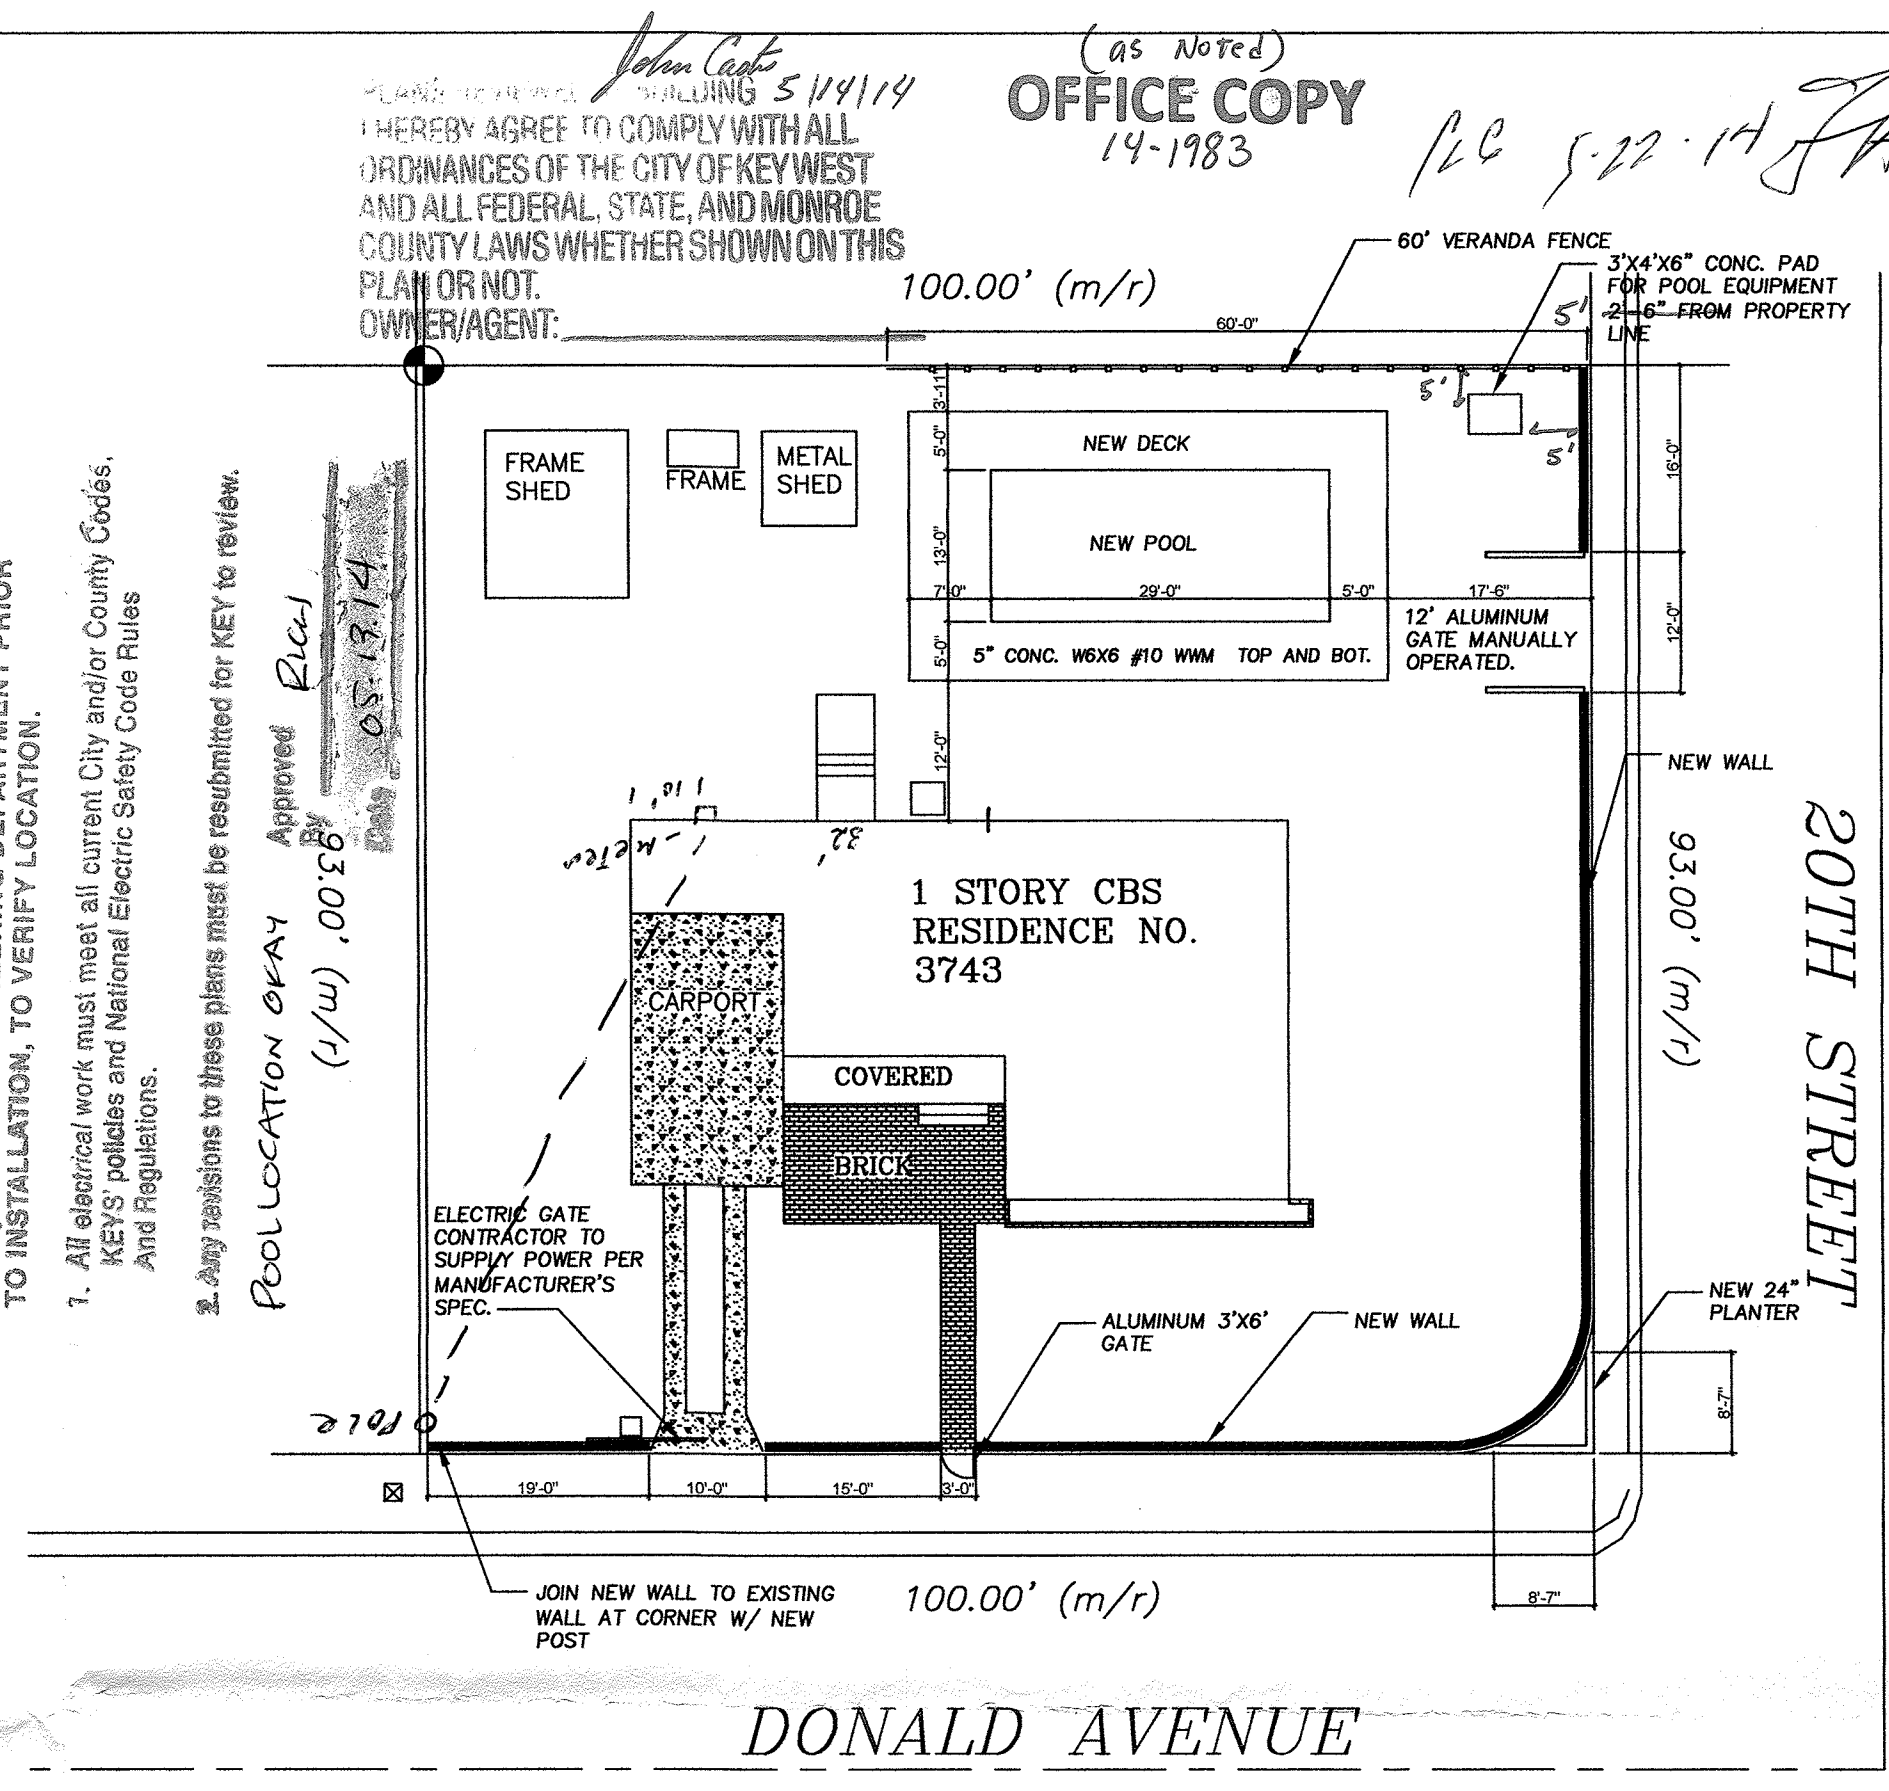 John Castro
(as Noted)
BUILDING 5/14/14
OFFICE COPY
14-1983
5-22-14
I HEREBY AGREE TO COMPLY WITH ALL
ORDINANCES OF THE CITY OF KEY WEST
AND ALL FEDERAL, STATE, AND MONROE
COUNTY LAWS WHETHER SHOWN ON THIS
PLAN OR NOT.
OWNER/AGENT:
100.00' (m/r)
60' VERANDA FENCE
3'X4'X6" CONC. PAD
FOR POOL EQUIPMENT
5'
2'-6" FROM PROPERTY
LINE
60'-0"
3'-11"
5'
5'
16'-0"
FRAME
SHED
FRAME
METAL
SHED
5'-0"
NEW DECK
13'-0"
NEW POOL
7'-0"
29'-0"
5'-0"
17'-6"
12' ALUMINUM
GATE MANUALLY
OPERATED.
12'-0"
5'-0"
5" CONC. W6X6 #10 WWM TOP AND BOT.
12'-0"
NEW WALL
TO INSTALLATION, TO VERIFY LOCATION.
1. All electrical work must meet all current City and/or County Codes,
KEYS' policies and National Electric Safety Code Rules
And Regulations.
2. Any revisions to these plans must be resubmitted for KEY to review.
Approved
By
Date 05.13.14
POOL LOCATION OKAY
93.00' (m/r)
10'
Meter
32'
1 STORY CBS
RESIDENCE NO.
3743
93.00' (m/r)
20TH STREET
CARPORT
COVERED
BRICK
ELECTRIC GATE
CONTRACTOR TO
SUPPLY POWER PER
MANUFACTURER'S
SPEC.
ALUMINUM 3'X6'
GATE
NEW WALL
NEW 24"
PLANTER
8'-7"
Pole
19'-0"
10'-0"
15'-0"
3'-0"
8'-7"
JOIN NEW WALL TO EXISTING
WALL AT CORNER W/ NEW
POST
100.00' (m/r)
DONALD AVENUE